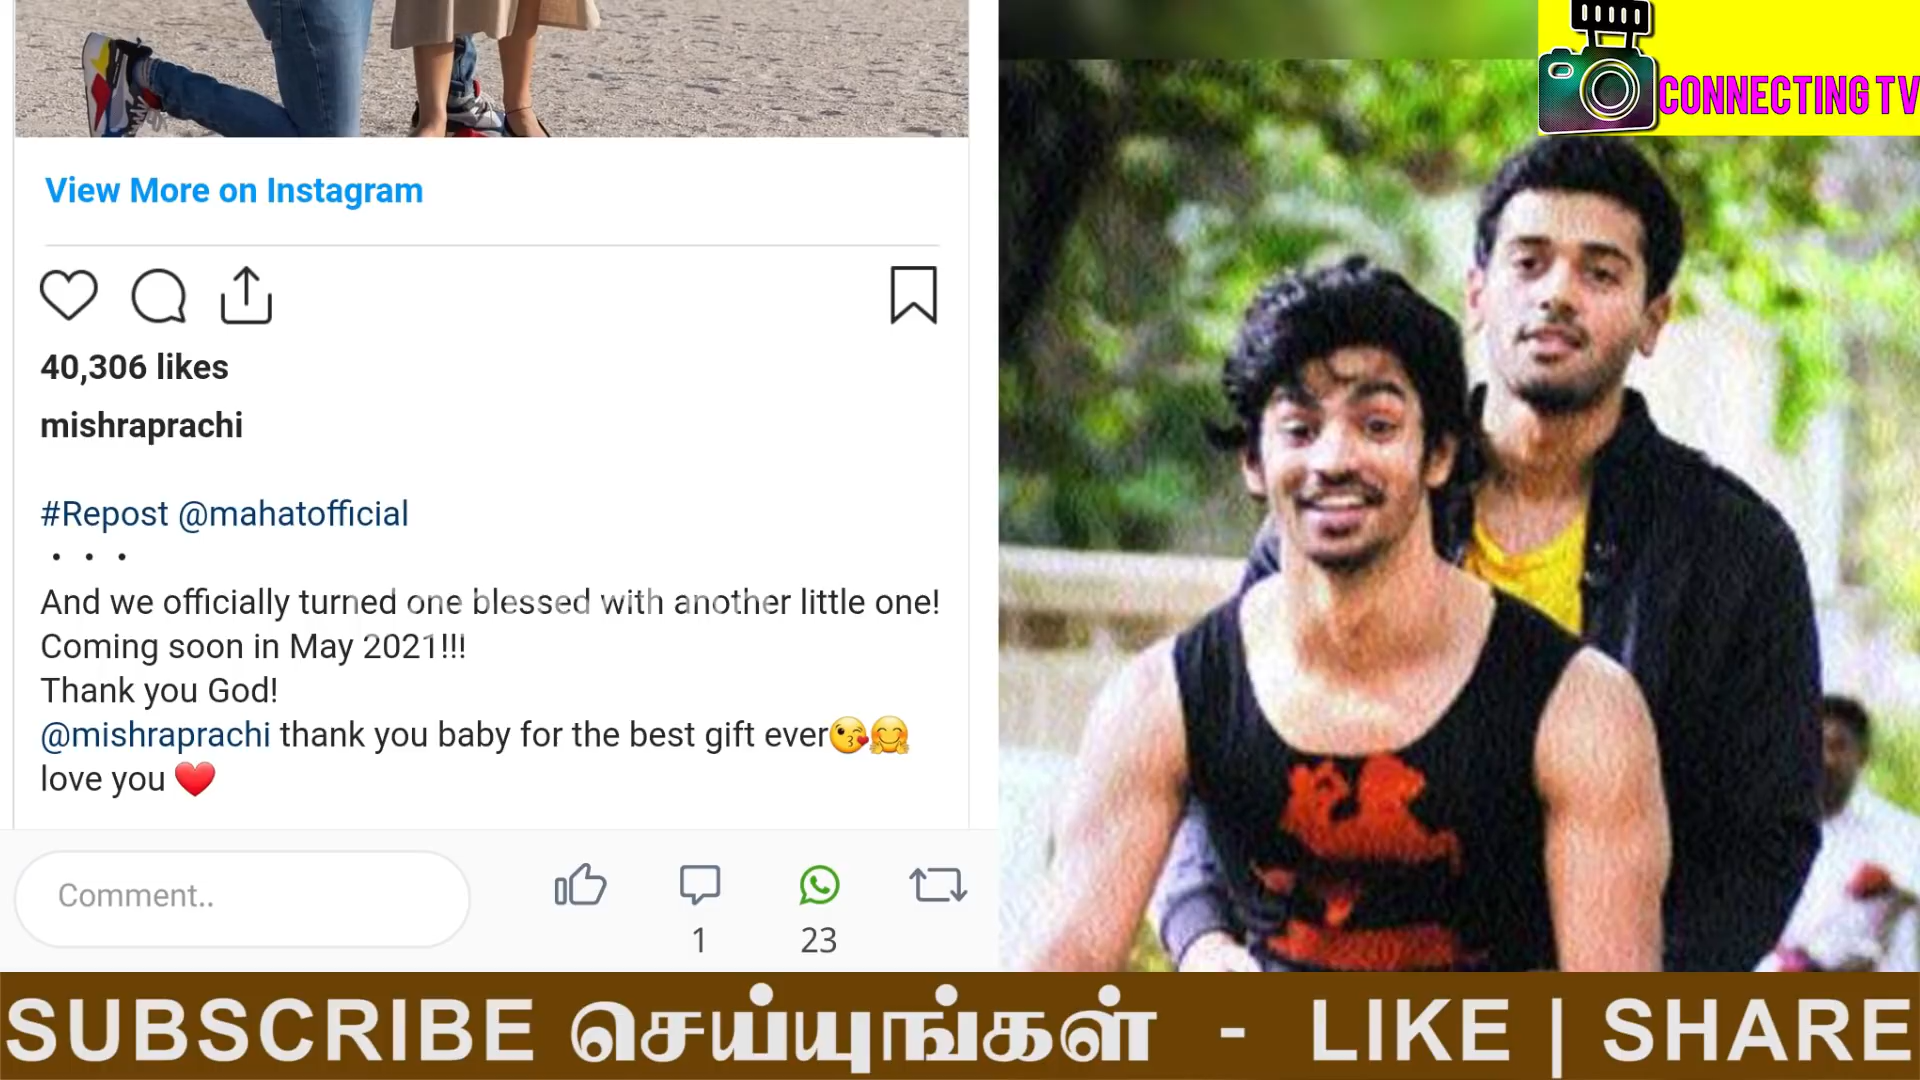 CONNECTING TV
View More on Instagram
40,306 likes
mishraprachi
#Repost @mahatofficial
• • •
And we officially turned one blessed with another little one!
Coming soon in May 2021!!!
Thank you God!
@mishraprachi thank you baby for the best gift ever😘🤗
love you ❤️
Comment..
1
23
SUBSCRIBE செய்யுங்கள் - LIKE | SHARE